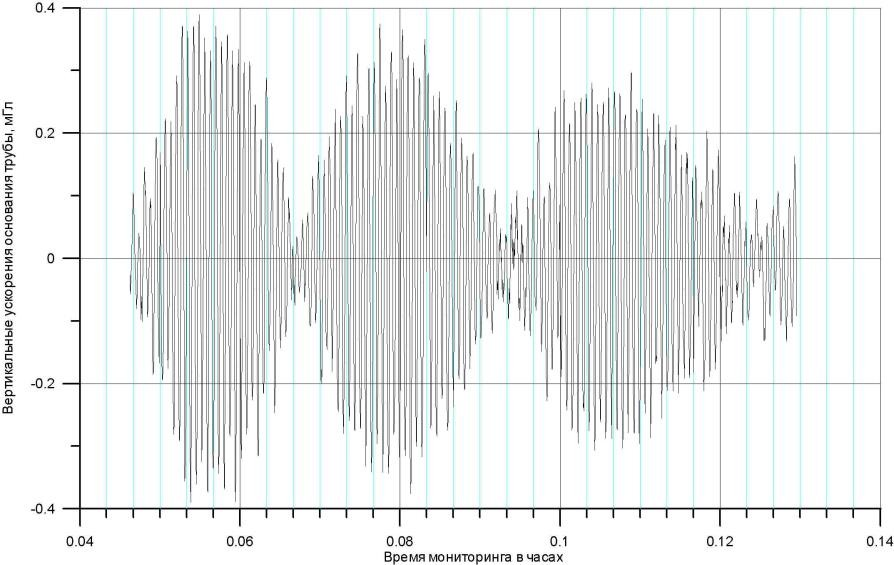 Вертикальные ускорения основания трубы, мГл
0.4
0.2
0
-0.2
-0.4
0.04 0.06 0.08 0.1 0.12 0.14
Время мониторинга в часах